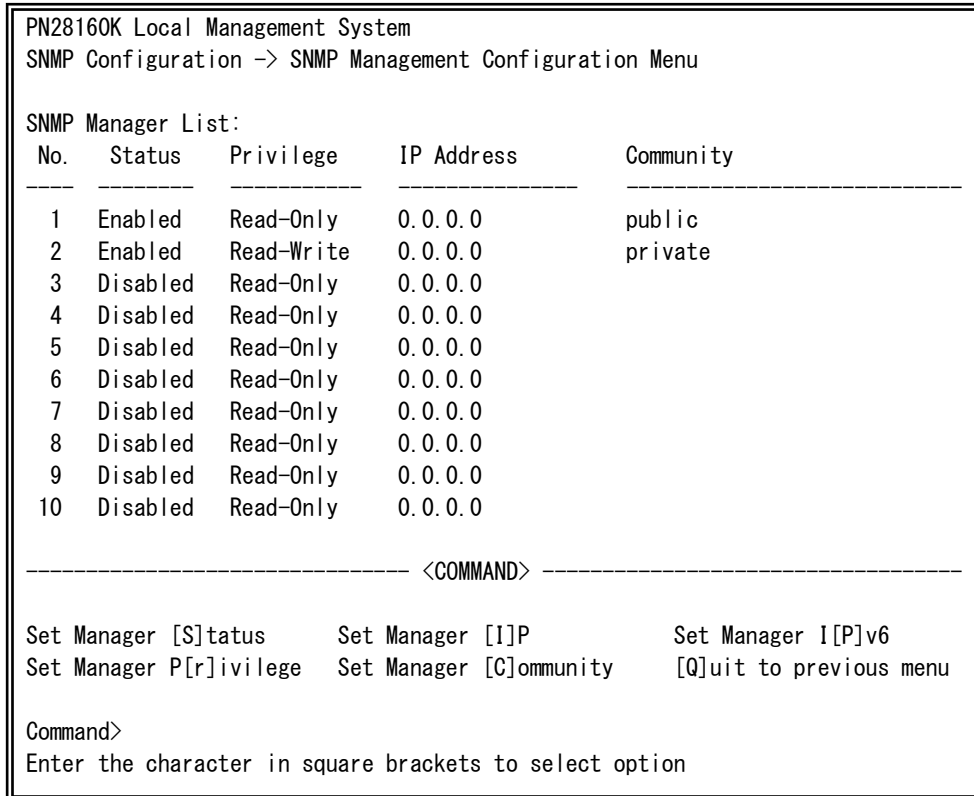 PN28160K Local Management System
SNMP Configuration -> SNMP Management Configuration Menu
SNMP Manager List:
No. Status Privilege IP Address Community
---- -------- ----------- --------------- ----------------------------
1 Enabled Read-Only 0.0.0.0 public
2 Enabled Read-Write 0.0.0.0 private
3 Disabled Read-Only 0.0.0.0
4 Disabled Read-Only 0.0.0.0
5 Disabled Read-Only 0.0.0.0
6 Disabled Read-Only 0.0.0.0
7 Disabled Read-Only 0.0.0.0
8 Disabled Read-Only 0.0.0.0
9 Disabled Read-Only 0.0.0.0
10 Disabled Read-Only 0.0.0.0
-------------------------------- <COMMAND> -----------------------------------
Set Manager [S]tatus Set Manager [I]P Set Manager I[P]v6
Set Manager P[r]ivilege Set Manager [C]ommunity [Q]uit to previous menu
Command>
Enter the character in square brackets to select option